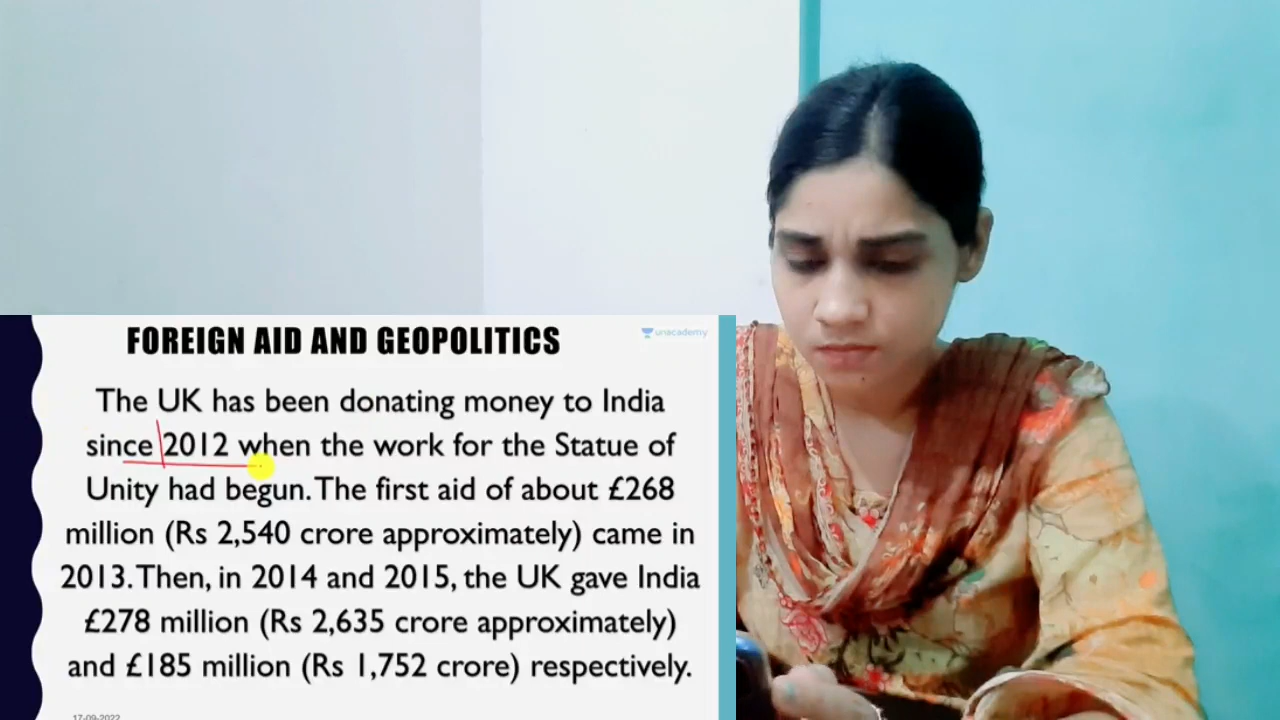 FOREIGN AID AND GEOPOLITICS
unacademy
The UK has been donating money to India
since 2012 when the work for the Statue of
Unity had begun. The first aid of about £268
million (Rs 2,540 crore approximately) came in
2013. Then, in 2014 and 2015, the UK gave India
£278 million (Rs 2,635 crore approximately)
and £185 million (Rs 1,752 crore) respectively.
17-09-2022